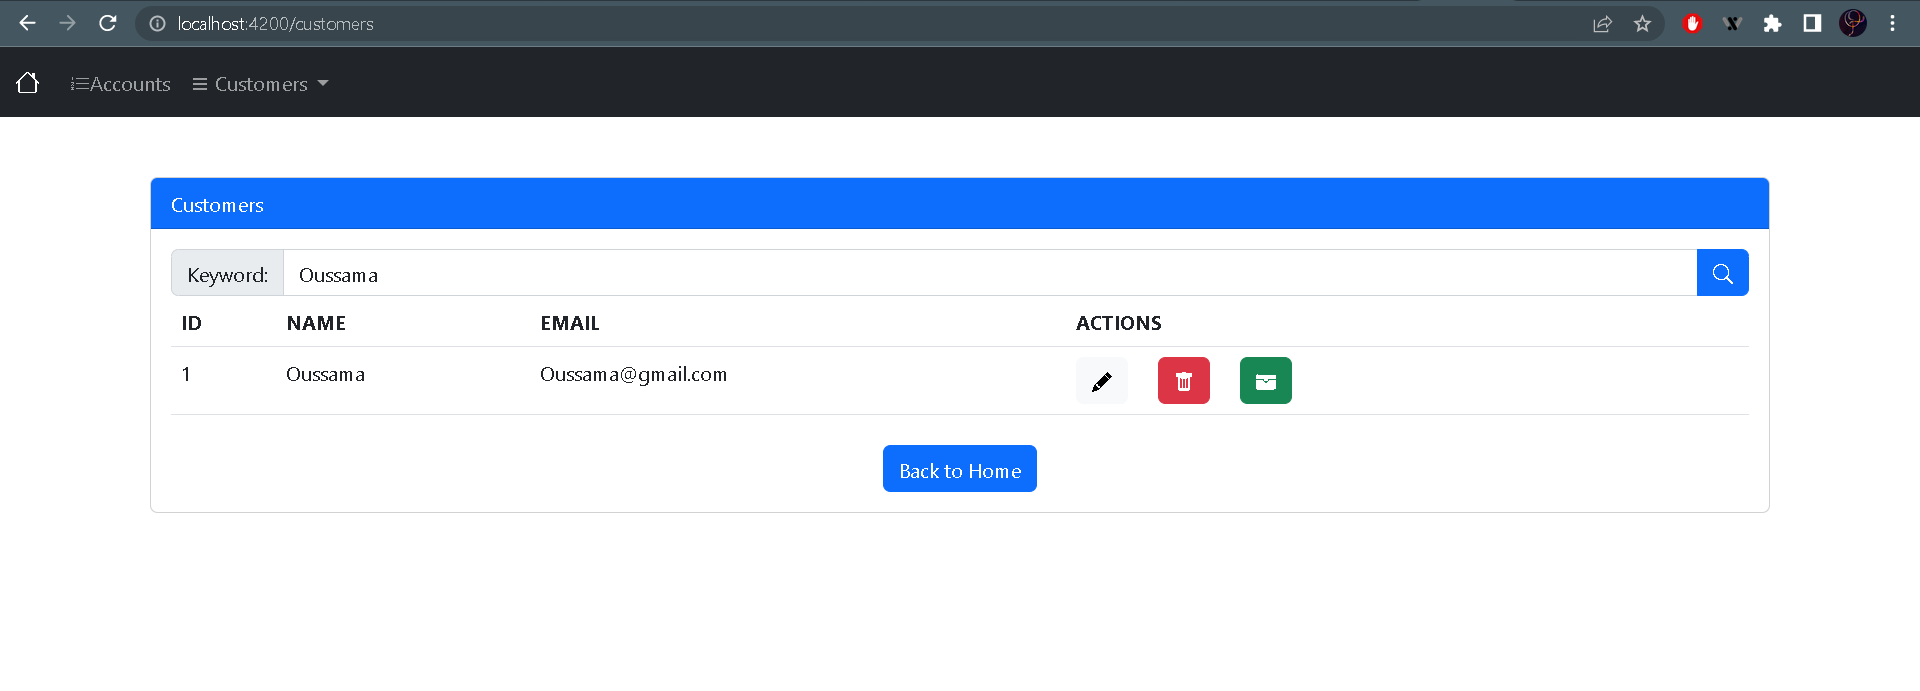 localhost:4200/customers
Accounts Customers
Customers
Keyword: Oussama
ID NAME EMAIL ACTIONS
1 Oussama Oussama@gmail.com
Back to Home